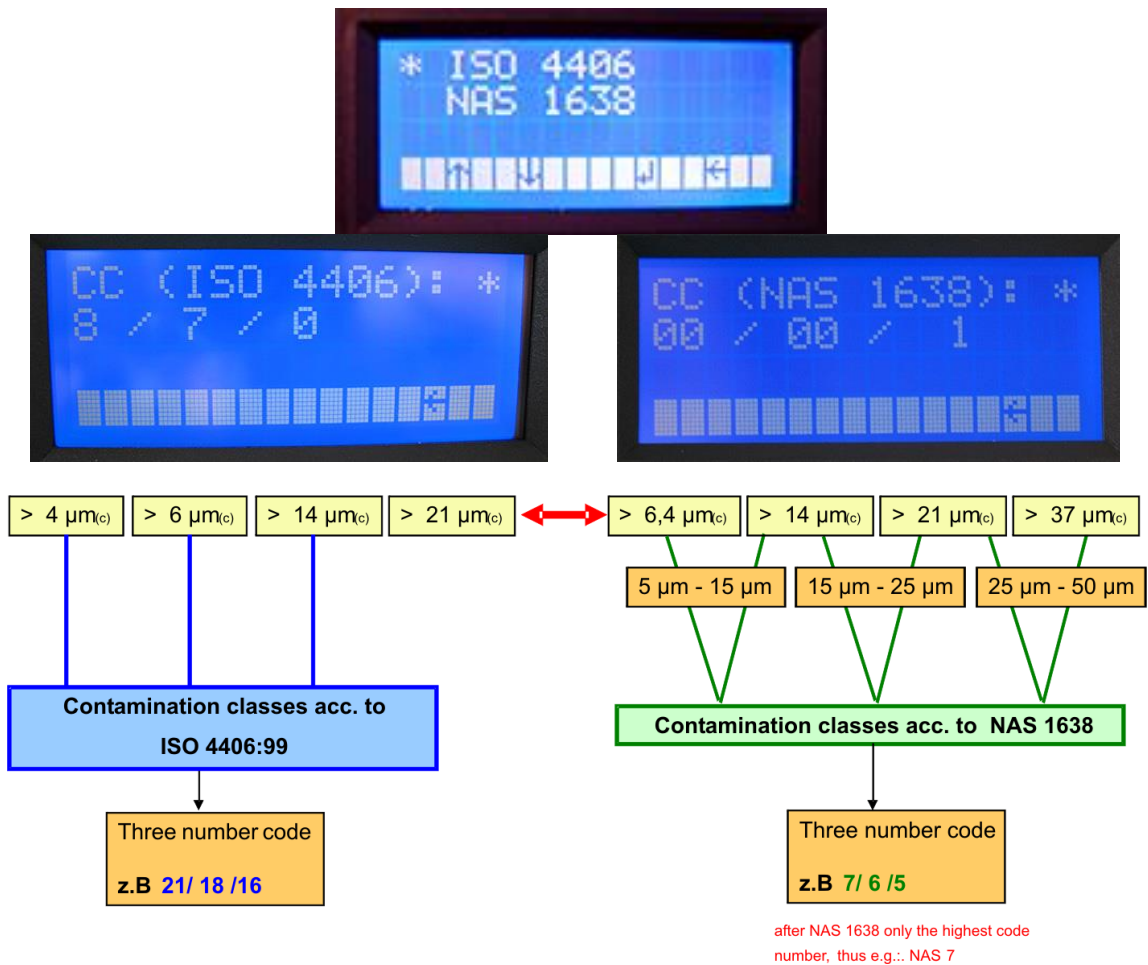 * ISO 4406
NAS 1638
↑ ↓ ↲ ←
CC (ISO 4406): *
8 / 7 / 0
CC (NAS 1638): *
00 / 00 / 1
> 4 µm(c) > 6 µm(c) > 14 µm(c) > 21 µm(c)
> 6,4 µm(c) > 14 µm(c) > 21 µm(c) > 37 µm(c)
5 µm - 15 µm 15 µm - 25 µm 25 µm - 50 µm
Contamination classes acc. to
ISO 4406:99
Contamination classes acc. to NAS 1638
Three number code
z.B 21/ 18 /16
Three number code
z.B 7/ 6 /5
after NAS 1638 only the highest code
number, thus e.g.:. NAS 7